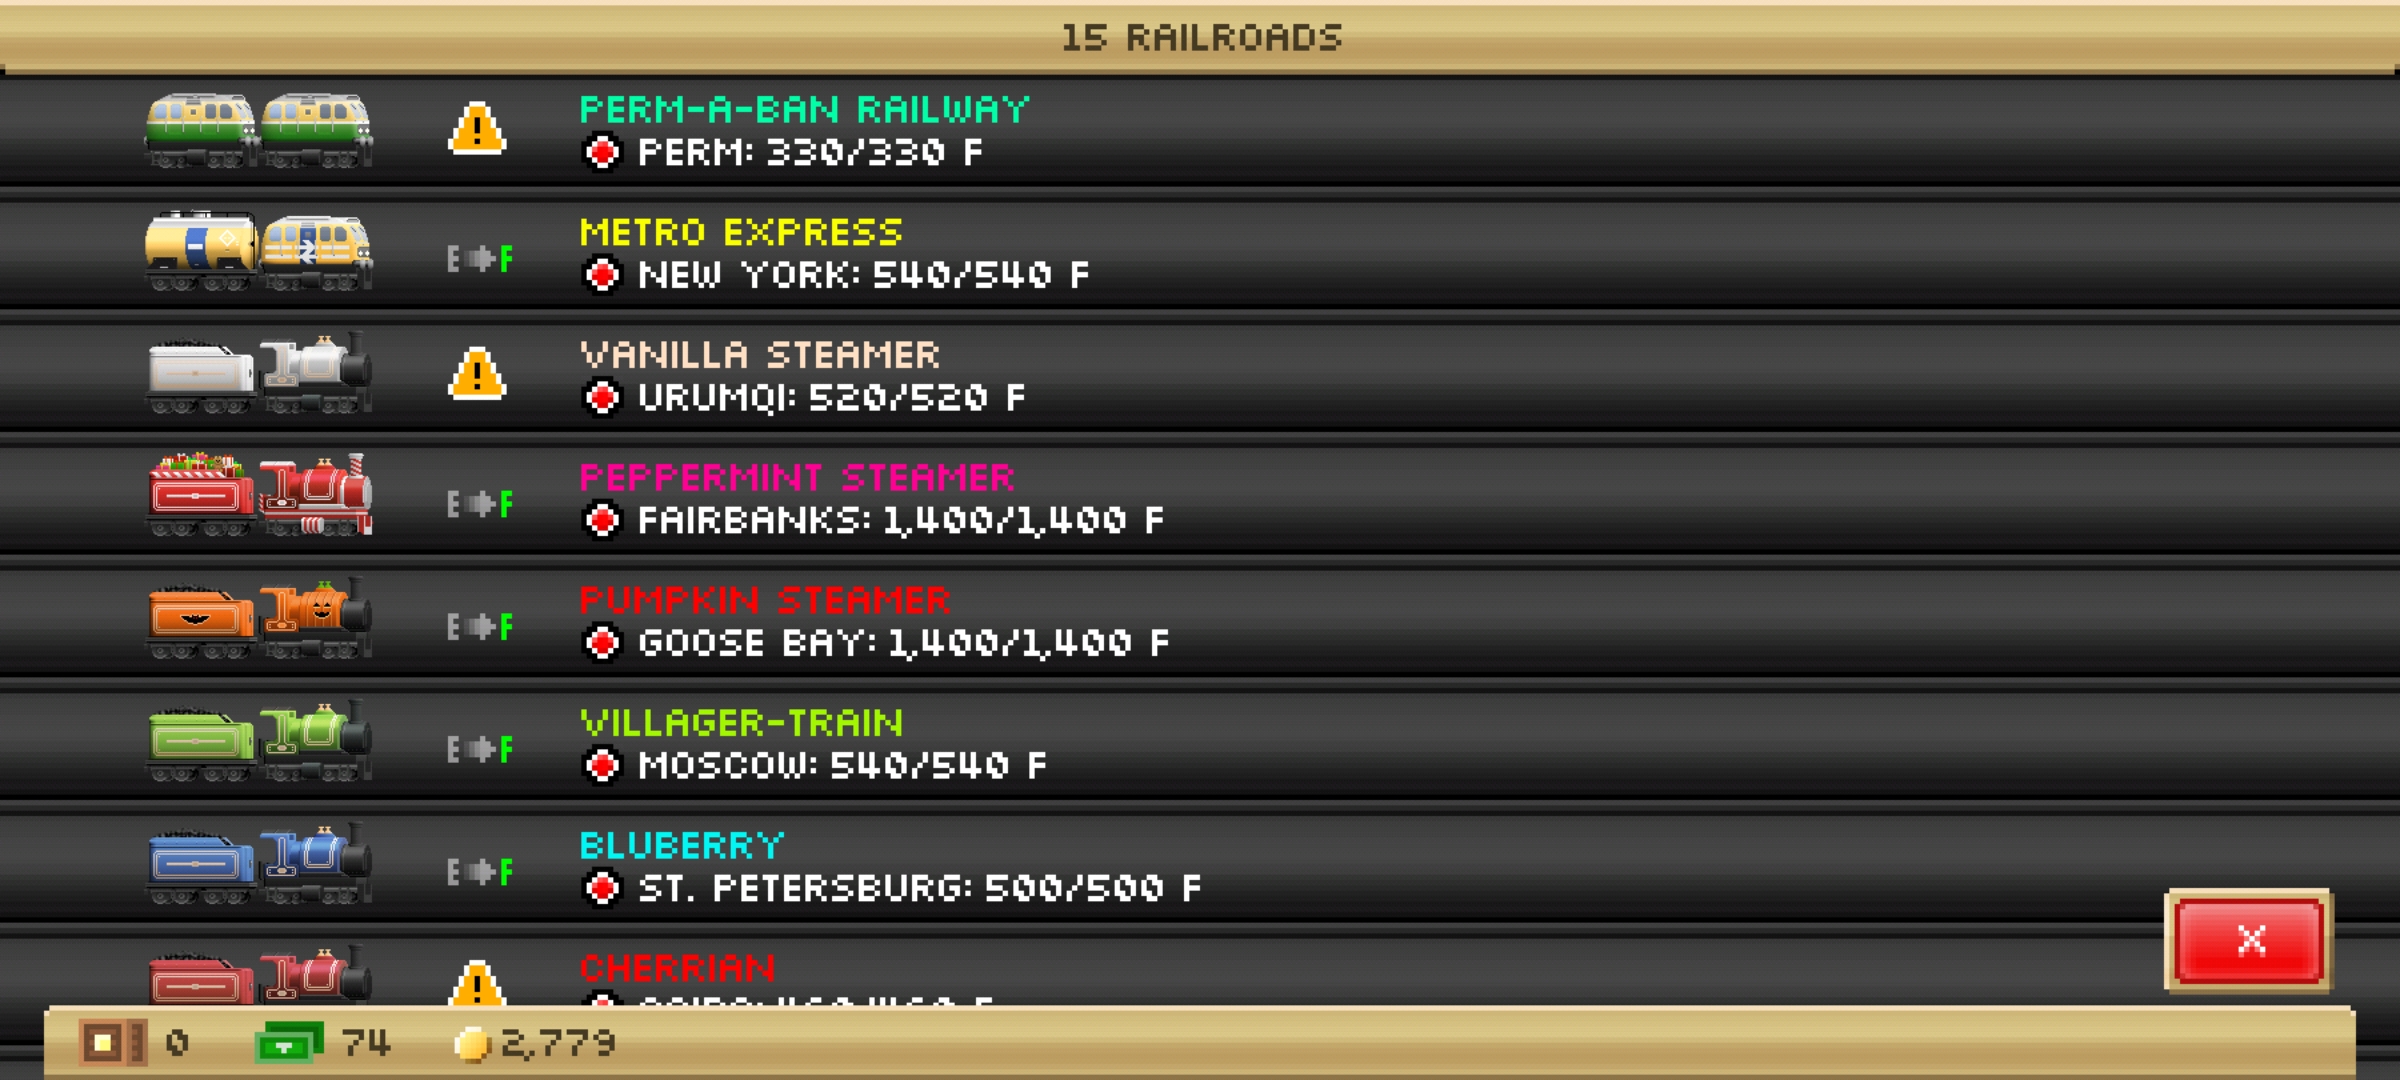 15 RAILROADS
PERM-A-BAN RAILWAY
PERM: 330/330 F
E F
METRO EXPRESS
NEW YORK: 540/540 F
VANILLA STEAMER
URUMQI: 520/520 F
E F
PEPPERMINT STEAMER
FAIRBANKS: 1,400/1,400 F
E F
PUMPKIN STEAMER
GOOSE BAY: 1,400/1,400 F
E F
VILLAGER-TRAIN
MOSCOW: 540/540 F
E F
BLUBERRY
ST. PETERSBURG: 500/500 F
X
CHERRIAN
0 74 2,779